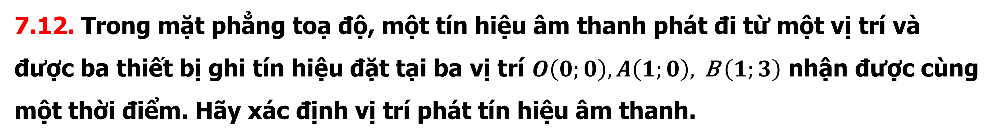 7.12. Trong mặt phẳng toạ độ, một tín hiệu âm thanh phát đi từ một vị trí và
được ba thiết bị ghi tín hiệu đặt tại ba vị trí O(0; 0), A(1; 0), B(1; 3) nhận được cùng
một thời điểm. Hãy xác định vị trí phát tín hiệu âm thanh.